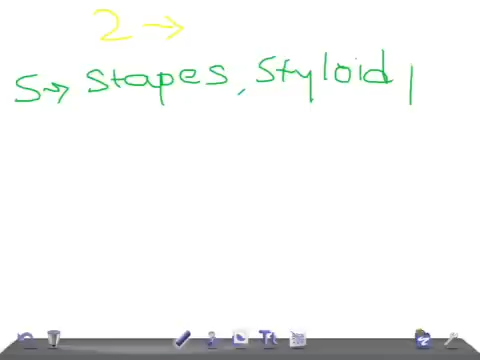 2 →
S → stapes, styloid